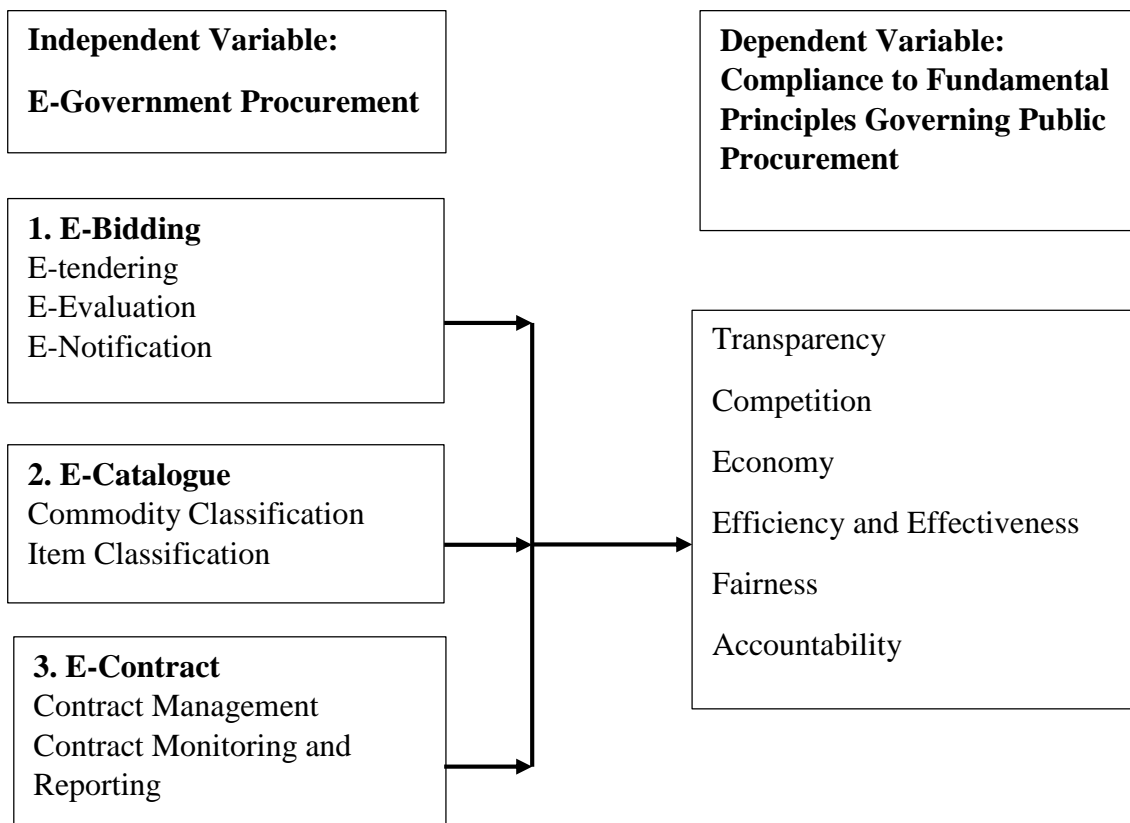 Independent Variable:
E-Government Procurement
Dependent Variable:
Compliance to Fundamental
Principles Governing Public
Procurement
1. E-Bidding
E-tendering
E-Evaluation
E-Notification
2. E-Catalogue
Commodity Classification
Item Classification
3. E-Contract
Contract Management
Contract Monitoring and
Reporting
Transparency
Competition
Economy
Efficiency and Effectiveness
Fairness
Accountability